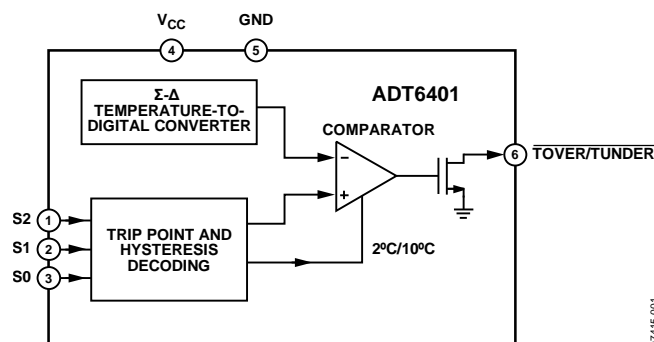 VCC GND
4 5
Σ-Δ
TEMPERATURE-TO-
DIGITAL CONVERTER
ADT6401
COMPARATOR
–
+
6 TOVER/TUNDER
S2 1
S1 2
S0 3
TRIP POINT AND
HYSTERESIS
DECODING
2ºC/10ºC